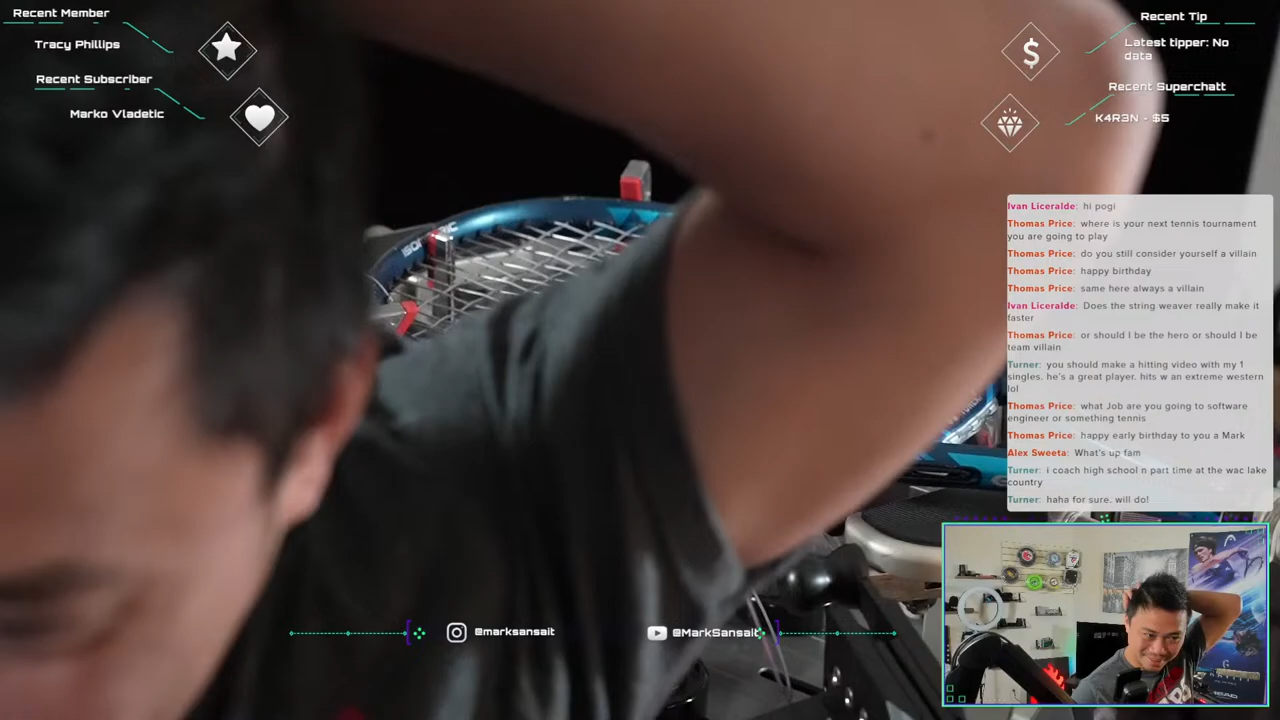 Recent Member
Tracy Phillips
Recent Subscriber
Marko Vladetic
Recent Tip
Latest tipper: No
data
Recent Superchatt
K4R3N - $5
Ivan Liceralde: hi pogi
Thomas Price: where is your next tennis tournament
you are going to play
Thomas Price: do you still consider yourself a villain
Thomas Price: happy birthday
Thomas Price: same here always a villain
Ivan Liceralde: Does the string weaver really make it
faster
Thomas Price: or should I be the hero or should I be
team villain
Turner: you should make a hitting video with my 1
singles. he's a great player. hits w an extreme western
lol
Thomas Price: what Job are you going to software
engineer or something tennis
Thomas Price: happy early birthday to you a Mark
Alex Sweeta: What's up fam
Turner: i coach high school n part time at the wac lake
country
Turner: haha for sure. will do!
@marksansait
@MarkSansait
HEAD